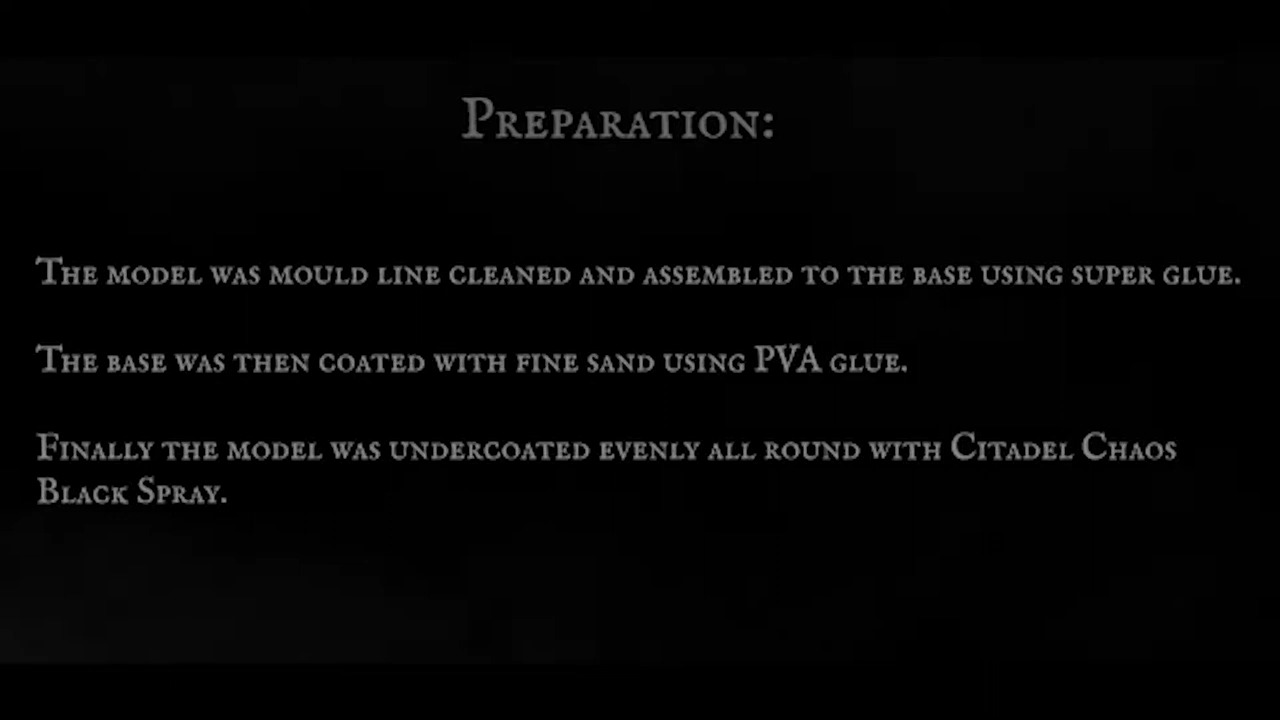 Preparation:
The model was mould line cleaned and assembled to the base using super glue.
The base was then coated with fine sand using PVA glue.
Finally the model was undercoated evenly all round with Citadel Chaos
Black Spray.